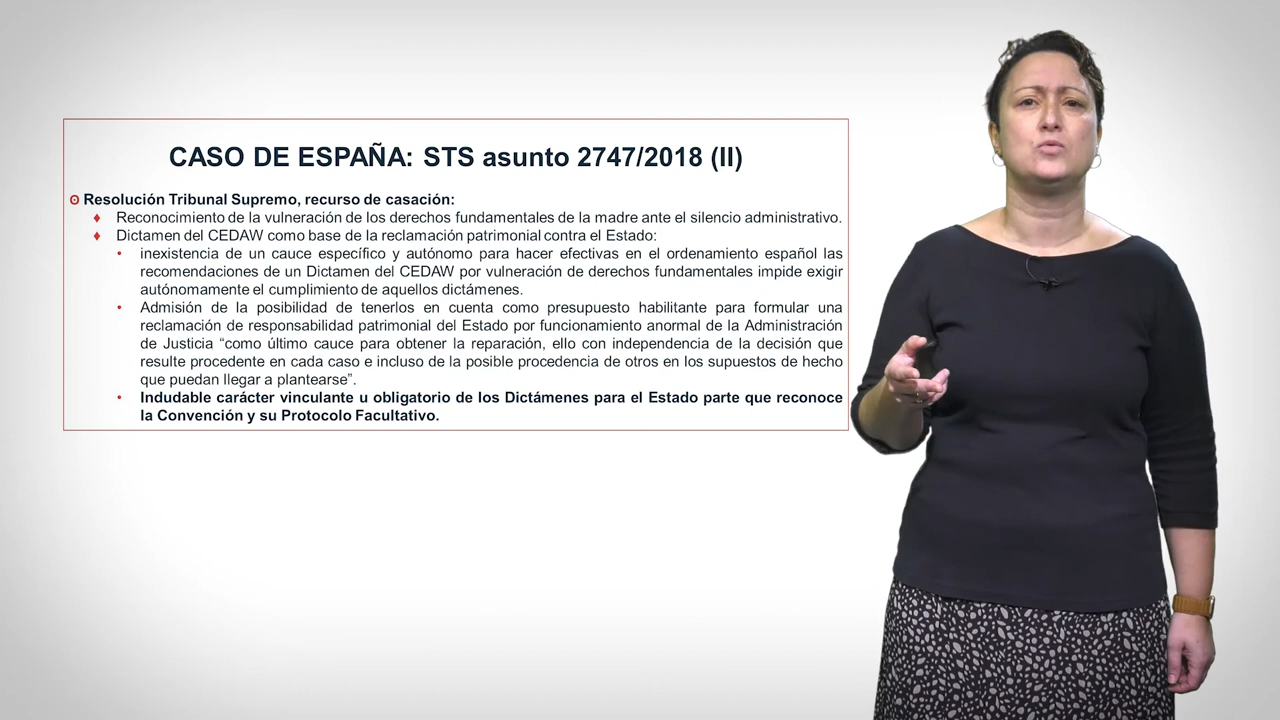 CASO DE ESPAÑA: STS asunto 2747/2018 (II)
Resolución Tribunal Supremo, recurso de casación:
Reconocimiento de la vulneración de los derechos fundamentales de la madre ante el silencio administrativo.
Dictamen del CEDAW como base de la reclamación patrimonial contra el Estado:
inexistencia de un cauce específico y autónomo para hacer efectivas en el ordenamiento español las
recomendaciones de un Dictamen del CEDAW por vulneración de derechos fundamentales impide exigir
autónomamente el cumplimiento de aquellos dictámenes.
Admisión de la posibilidad de tenerlos en cuenta como presupuesto habilitante para formular una
reclamación de responsabilidad patrimonial del Estado por funcionamiento anormal de la Administración
de Justicia “como último cauce para obtener la reparación, ello con independencia de la decisión que
resulte procedente en cada caso e incluso de la posible procedencia de otros en los supuestos de hecho
que puedan llegar a plantearse”.
Indudable carácter vinculante u obligatorio de los Dictámenes para el Estado parte que reconoce
la Convención y su Protocolo Facultativo.